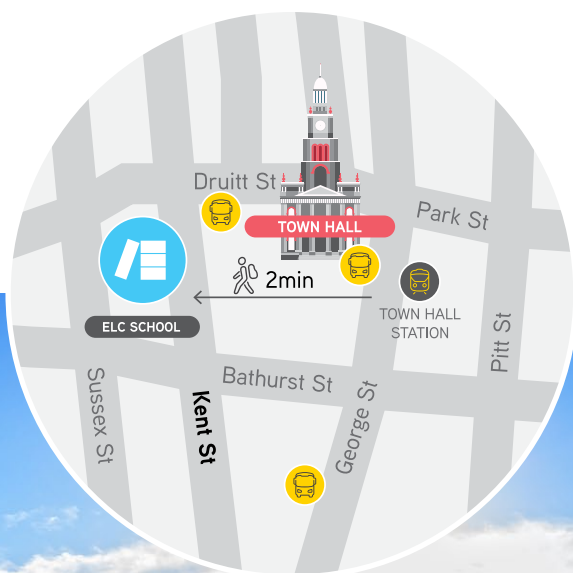 Druitt St
Park St
TOWN HALL
2min
ELC SCHOOL
TOWN HALL
STATION
Pitt St
Bathurst St
Sussex St
Kent St
George St